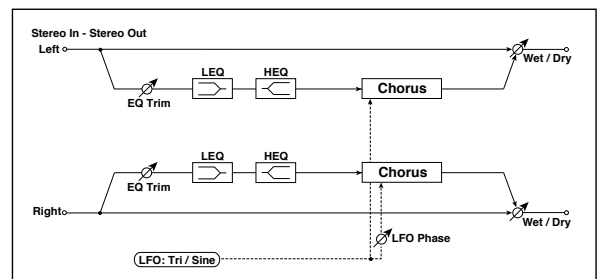 Stereo In - Stereo Out
Left
Wet / Dry
LEQ HEQ
Chorus
EQ Trim
LEQ HEQ
Chorus
EQ Trim
Right
Wet / Dry
LFO Phase
LFO: Tri / Sine